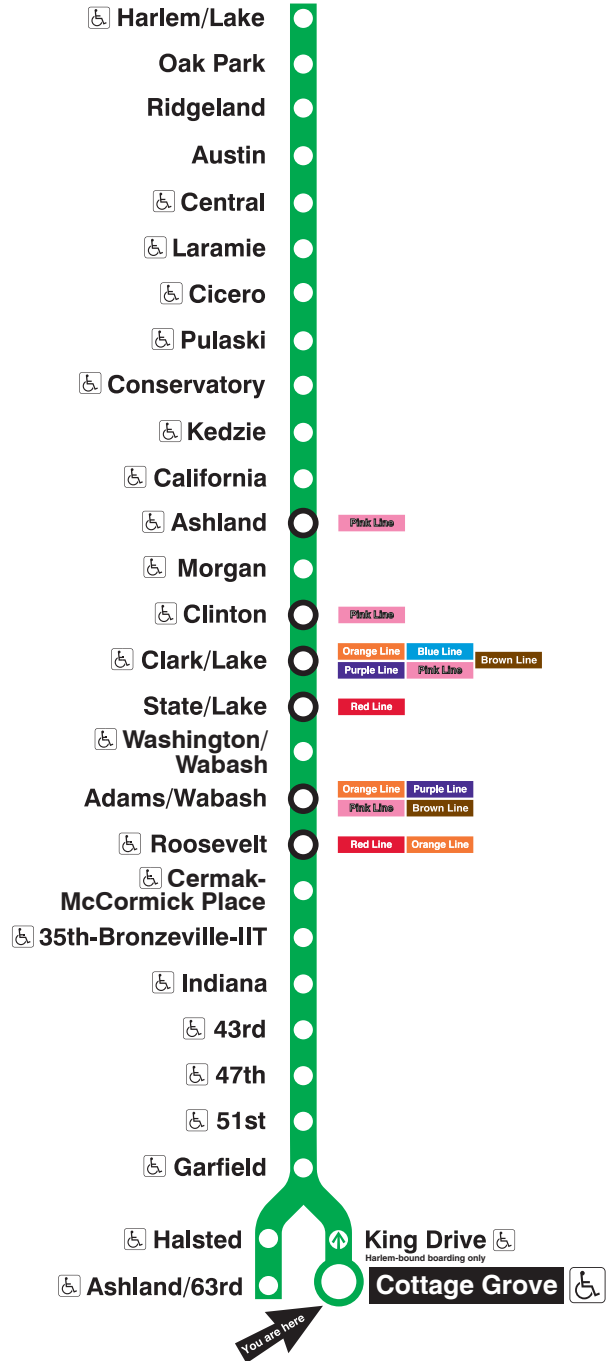 Harlem/Lake
Oak Park
Ridgeland
Austin
Central
Laramie
Cicero
Pulaski
Conservatory
Kedzie
California
Ashland Pink Line
Morgan
Clinton Pink Line
Orange Line Blue Line
Clark/Lake Brown Line
Purple Line Pink Line
State/Lake Red Line
Washington/
Wabash
Orange Line Purple Line
Adams/Wabash
Pink Line Brown Line
Roosevelt Red Line Orange Line
Cermak-
McCormick Place
35th-Bronzeville-IIT
Indiana
43rd
47th
51st
Garfield
Halsted King Drive
Harlem-bound boarding only
Ashland/63rd Cottage Grove
You are here